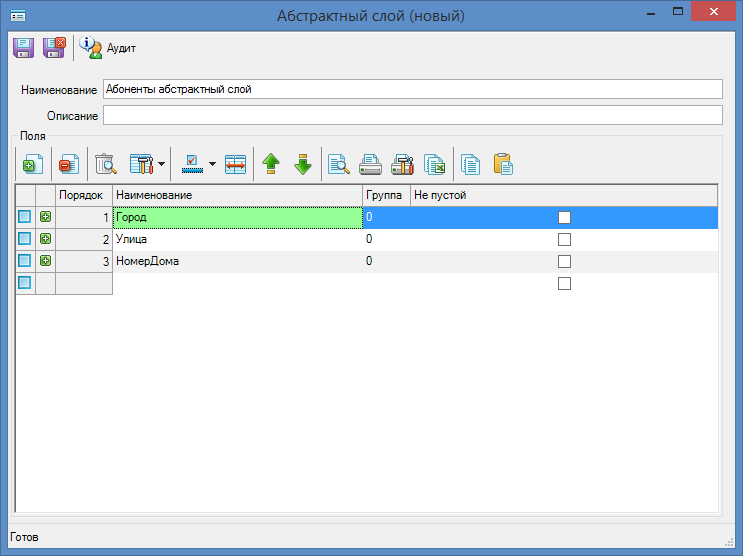 Абстрактный слой (новый)
Аудит
Наименование Абоненты абстрактный слой
Описание
Поля
Порядок Наименование Группа Не пустой
1 Город 0
2 Улица 0
3 НомерДома 0
Готов